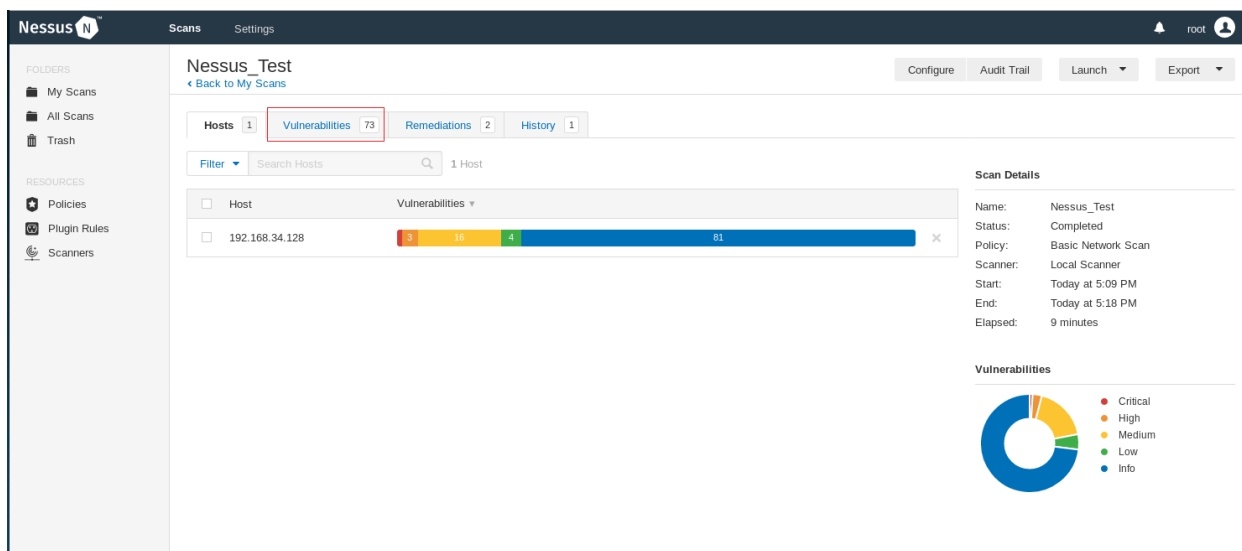 Nessus N ™
Scans Settings root
FOLDERS
My Scans
All Scans
Trash
RESOURCES
Policies
Plugin Rules
Scanners
Nessus_Test
Back to My Scans
Configure Audit Trail Launch Export
Hosts 1 Vulnerabilities 73 Remediations 2 History 1
Filter Search Hosts 1 Host
Host Vulnerabilities
192.168.34.128 3 16 4 81
Scan Details
Name: Nessus_Test
Status: Completed
Policy: Basic Network Scan
Scanner: Local Scanner
Start: Today at 5:09 PM
End: Today at 5:18 PM
Elapsed: 9 minutes
Vulnerabilities
Critical
High
Medium
Low
Info